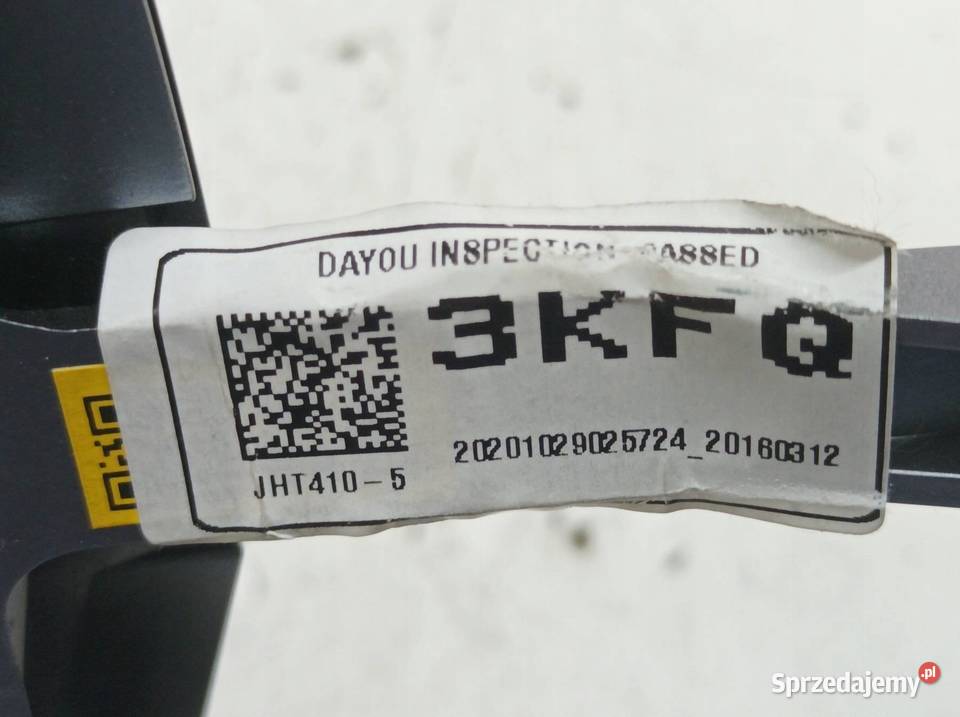 DAYOU INSPECTION PASSED
3KFQ
20201029025724_20160312
JHT410-5
Sprzedajemy.pl